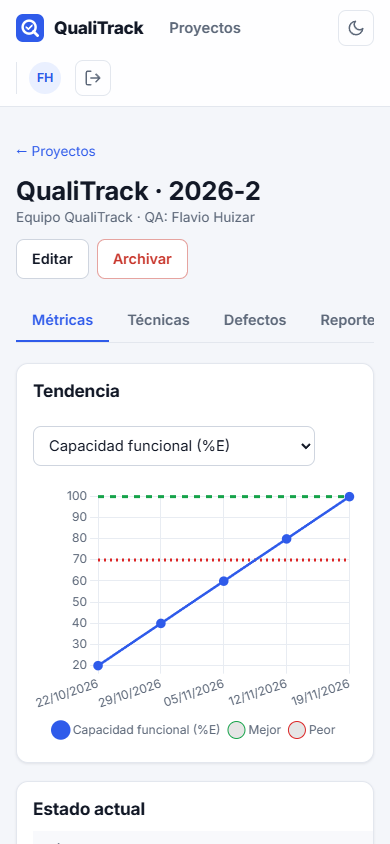 QualiTrack Proyectos
FH
← Proyectos
QualiTrack · 2026-2
Equipo QualiTrack · QA: Flavio Huizar
Editar Archivar
Métricas Técnicas Defectos Reporte
Tendencia
Capacidad funcional (%E)
100
90
80
70
60
50
40
30
20
22/10/2026 29/10/2026 05/11/2026 12/11/2026 19/11/2026
Capacidad funcional (%E) Mejor Peor
Estado actual